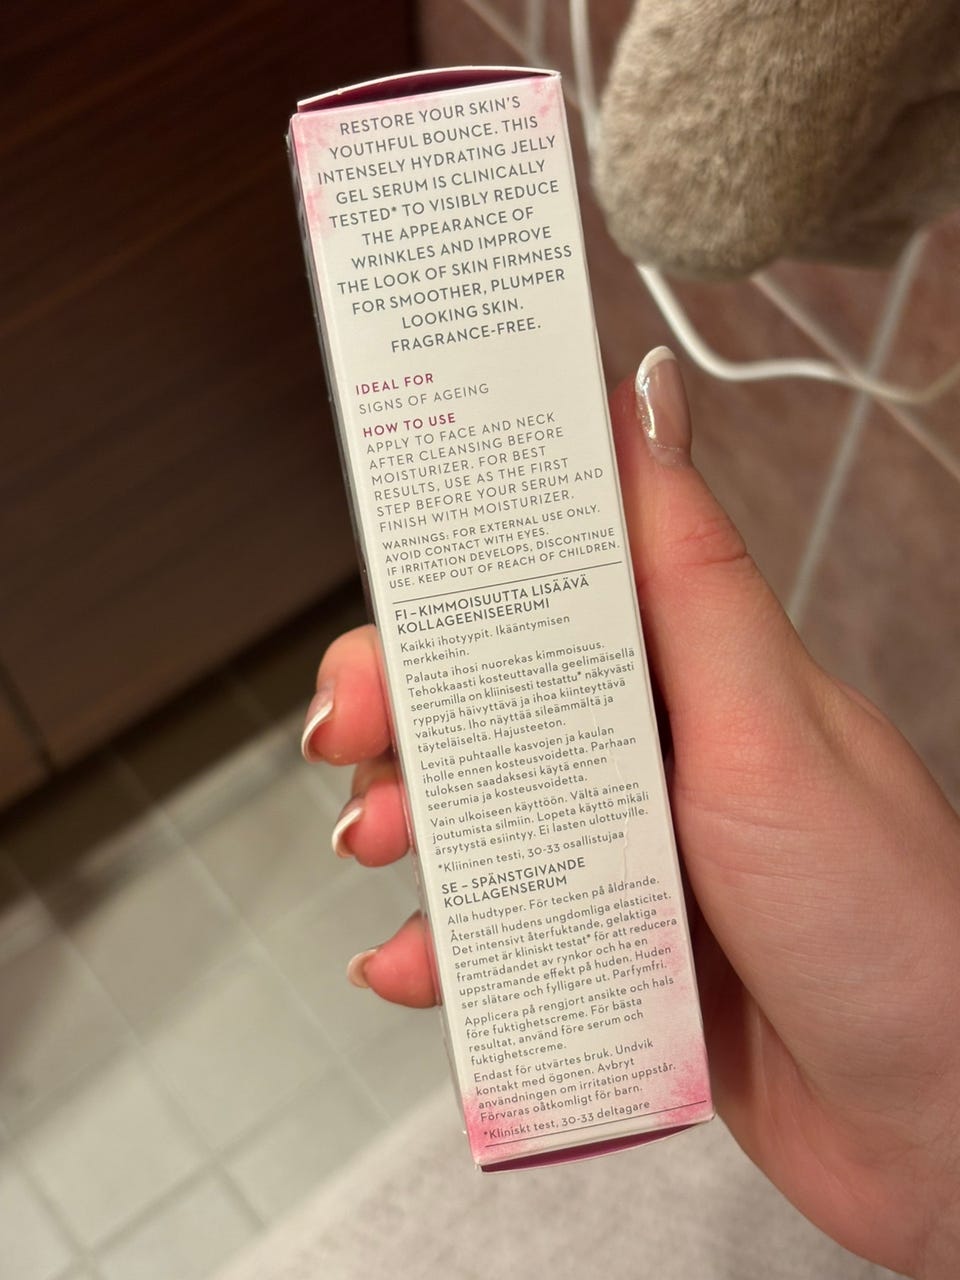 RESTORE YOUR SKIN'S
YOUTHFUL BOUNCE. THIS
INTENSELY HYDRATING JELLY
GEL SERUM IS CLINICALLY
TESTED* TO VISIBLY REDUCE
THE APPEARANCE OF
WRINKLES AND IMPROVE
THE LOOK OF SKIN FIRMNESS
FOR SMOOTHER, PLUMPER
LOOKING SKIN.
FRAGRANCE-FREE.
IDEAL FOR
SIGNS OF AGEING
HOW TO USE
APPLY TO FACE AND NECK
AFTER CLEANSING BEFORE
MOISTURIZER. FOR BEST
RESULTS, USE AS THE FIRST
STEP BEFORE YOUR SERUM AND
FINISH WITH MOISTURIZER.
WARNINGS: FOR EXTERNAL USE ONLY.
AVOID CONTACT WITH EYES.
IF IRRITATION DEVELOPS, DISCONTINUE
USE. KEEP OUT OF REACH OF CHILDREN.
FI – KIMMOISUUTTA LISÄÄVÄ
KOLLAGEENISEERUMI
Kaikki ihotyypit. Ikääntymisen
merkkeihin.
Palauta ihosi nuorekas kimmoisuus.
Tehokkaasti kosteuttavalla geelimäisellä
seerumilla on kliinisesti testattu* näkyvästi
ryppyjä häivyttävä ja ihoa kiinteyttävä
vaikutus. Iho näyttää sileämmältä ja
täyteläiseltä. Hajusteeton.
Levitä puhtaalle kasvojen ja kaulan
iholle ennen kosteusvoidetta. Parhaan
tuloksen saadaksesi käytä ennen
seerumia ja kosteusvoidetta.
Vain ulkoiseen käyttöön. Vältä aineen
joutumista silmiin. Lopeta käyttö mikäli
ärsytystä esiintyy. Ei lasten ulottuville.
*Kliininen testi, 30-33 osallistujaa
SE – SPÄNSTGIVANDE
KOLLAGENSERUM
Alla hudtyper. För tecken på åldrande.
Återställ hudens ungdomliga elasticitet.
Det intensivt återfuktande, gelaktiga
serumet är kliniskt testat* för att reducera
framträdandet av rynkor och ha en
uppstramande effekt på huden. Huden
ser slätare och fylligare ut. Parfymfri.
Applicera på rengjort ansikte och hals
före fuktighetscreme. För bästa
resultat, använd före serum och
fuktighetscreme.
Endast för utvärtes bruk. Undvik
kontakt med ögonen. Avbryt
användningen om irritation uppstår.
Förvaras oåtkomligt för barn.
*Kliniskt test, 30-33 deltagare